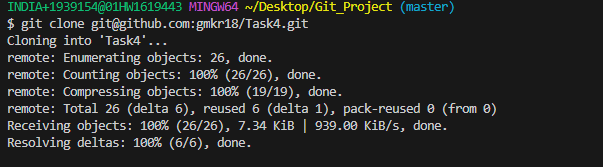 INDIA+1939154@01HW1619443 MINGW64 ~/Desktop/Git_Project (master)
$ git clone git@github.com:gmkr18/Task4.git
Cloning into 'Task4'...
remote: Enumerating objects: 26, done.
remote: Counting objects: 100% (26/26), done.
remote: Compressing objects: 100% (19/19), done.
remote: Total 26 (delta 6), reused 6 (delta 1), pack-reused 0 (from 0)
Receiving objects: 100% (26/26), 7.34 KiB | 939.00 KiB/s, done.
Resolving deltas: 100% (6/6), done.